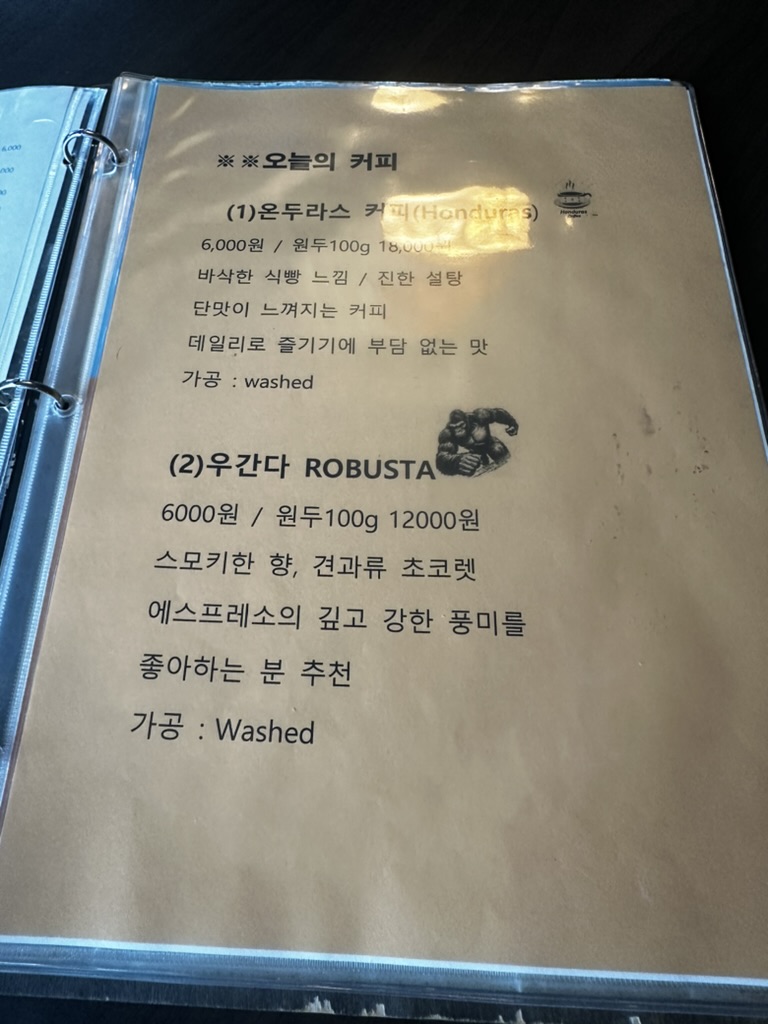 ※※오늘의 커피
(1)온두라스 커피(Honduras)
6,000원 / 원두100g 18,000원
바삭한 식빵 느낌 / 진한 설탕
단맛이 느껴지는 커피
데일리로 즐기기에 부담 없는 맛
가공 : washed
(2)우간다 ROBUSTA
6000원 / 원두100g 12000원
스모키한 향, 견과류 초코렛
에스프레소의 깊고 강한 풍미를
좋아하는 분 추천
가공 : Washed
Honduras
6,000